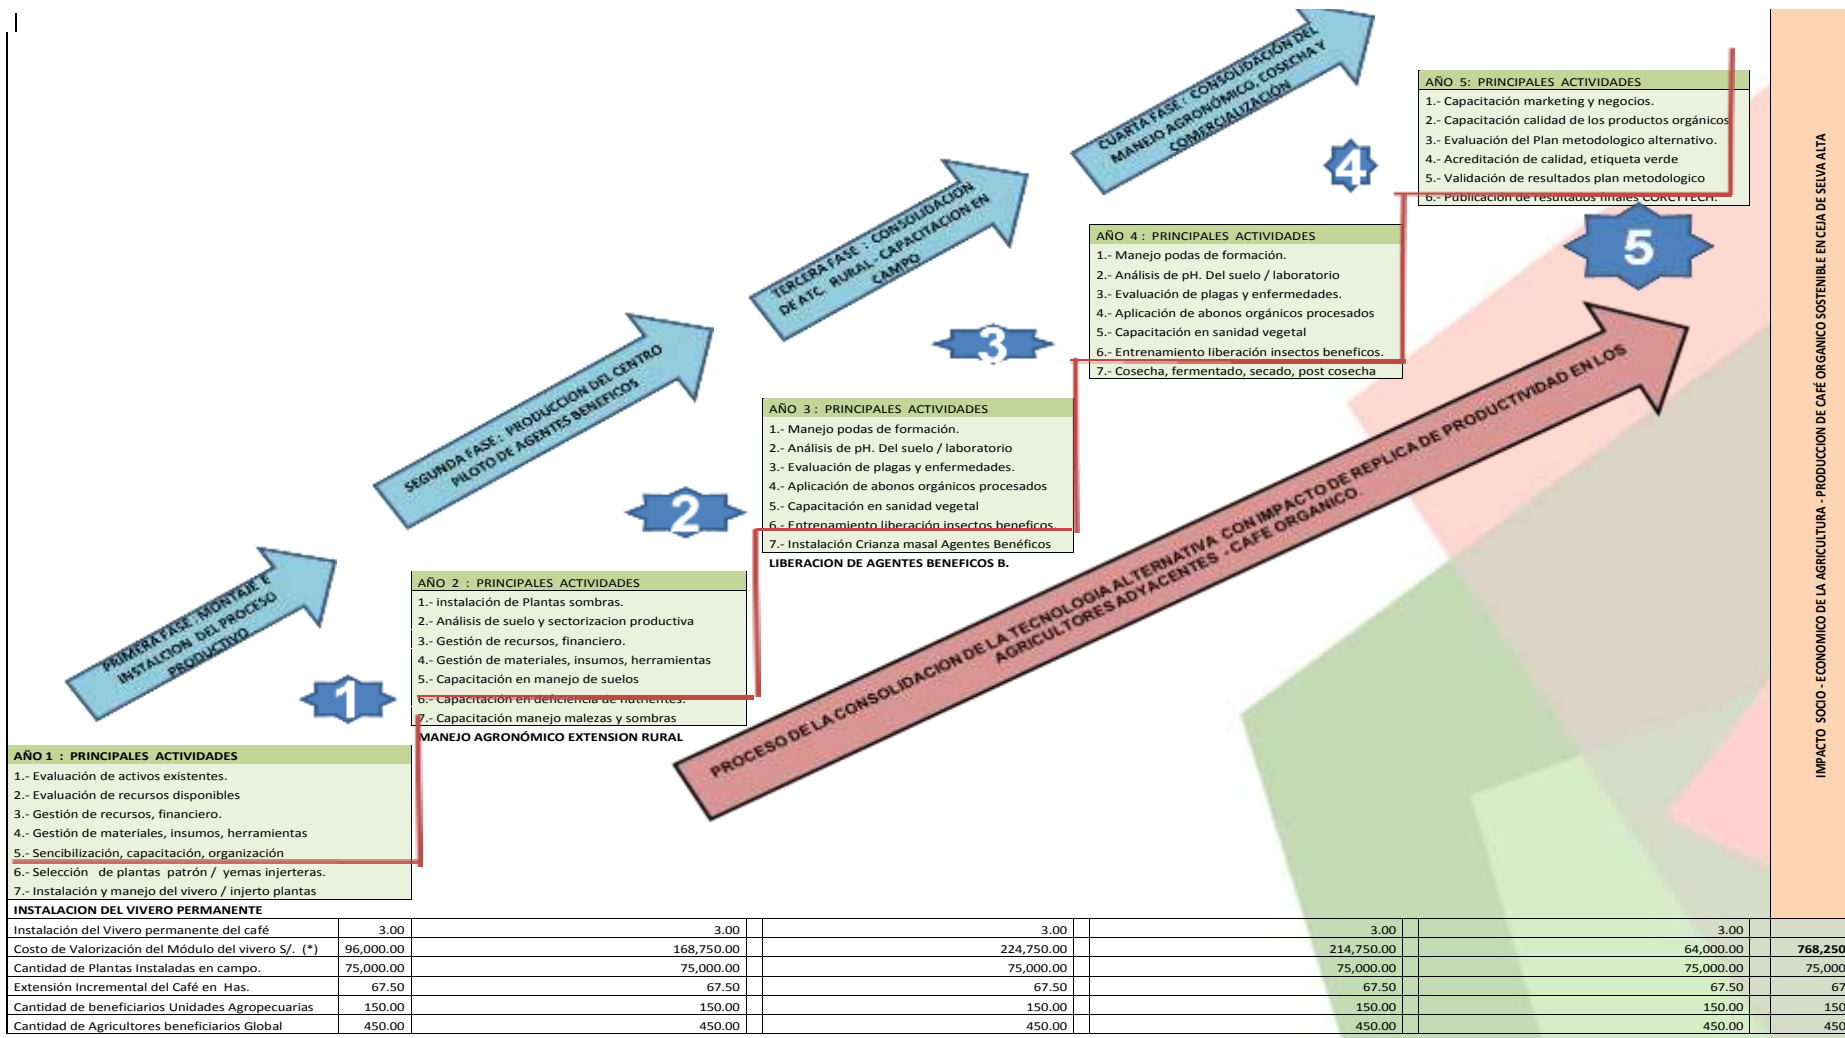 CUARTA FASE : CONSOLIDACIÓN DEL
MANEJO AGRONÓMICO, COSECHA Y
COMERCIALIZACIÓN
AÑO 5: PRINCIPALES ACTIVIDADES
1.- Capacitación marketing y negocios.
2.- Capacitación calidad de los productos orgánicos
3.- Evaluación del Plan metodologico alternativo.
4.- Acreditación de calidad, etiqueta verde
5.- Validación de resultados plan metodologico
6.- Publicación de resultados finales CORCYTECH.
4
5
TERCERA FASE : CONSOLIDACION
DE ATC. RURAL - CAPACITACION EN
CAMPO
AÑO 4 : PRINCIPALES ACTIVIDADES
1.- Manejo podas de formación.
2.- Análisis de pH. Del suelo / laboratorio
3.- Evaluación de plagas y enfermedades.
4.- Aplicación de abonos orgánicos procesados
5.- Capacitación en sanidad vegetal
6.- Entrenamiento liberación insectos beneficos.
7.- Cosecha, fermentado, secado, post cosecha
3
SEGUNDA FASE : PRODUCCION DEL CENTRO
PILOTO DE AGENTES BENEFICOS
AÑO 3 : PRINCIPALES ACTIVIDADES
1.- Manejo podas de formación.
2.- Análisis de pH. Del suelo / laboratorio
3.- Evaluación de plagas y enfermedades.
4.- Aplicación de abonos orgánicos procesados
5.- Capacitación en sanidad vegetal
6.- Entrenamiento liberación insectos beneficos.
7.- Instalación Crianza masal Agentes Benéficos
LIBERACION DE AGENTES BENEFICOS B.
2
PRIMERA FASE . MONTAJE E
INSTALCION DEL PROCESO
PRODUCTIVO
AÑO 2 : PRINCIPALES ACTIVIDADES
1.- instalación de Plantas sombras.
2.- Análisis de suelo y sectorizacion productiva
3.- Gestión de recursos, financiero.
4.- Gestión de materiales, insumos, herramientas
5.- Capacitación en manejo de suelos
6.- Capacitación en deficiencia de nutrientes.
7.- Capacitación manejo malezas y sombras
MANEJO AGRONÓMICO EXTENSION RURAL
1
PROCESO DE LA CONSOLIDACION DE LA TECNOLOGIA ALTERNATIVA CON IMPACTO DE REPLICA DE PRODUCTIVIDAD EN LOS
AGRICULTORES ADYACENTES - CAFE ORGANICO.
AÑO 1 : PRINCIPALES ACTIVIDADES
1.- Evaluación de activos existentes.
2.- Evaluación de recursos disponibles
3.- Gestión de recursos, financiero.
4.- Gestión de materiales, insumos, herramientas
5.- Sencibilización, capacitación, organización
6.- Selección de plantas patrón / yemas injerteras.
7.- Instalación y manejo del vivero / injerto plantas
INSTALACION DEL VIVERO PERMANENTE
IMPACTO SOCIO - ECONOMICO DE LA AGRICULTURA - PRODUCCION DE CAFÉ ORGANICO SOSTENIBLE EN CEJA DE SELVA ALTA
Instalación del Vivero permanente del café 3.00 3.00 3.00 3.00 3.00
Costo de Valorización del Módulo del vivero S/. (*) 96,000.00 168,750.00 224,750.00 214,750.00 64,000.00 768,250
Cantidad de Plantas Instaladas en campo. 75,000.00 75,000.00 75,000.00 75,000.00 75,000.00 75,000
Extensión Incremental del Café en Has. 67.50 67.50 67.50 67.50 67.50 67
Cantidad de beneficiarios Unidades Agropecuarias 150.00 150.00 150.00 150.00 150.00 150
Cantidad de Agricultores beneficiarios Global 450.00 450.00 450.00 450.00 450.00 450